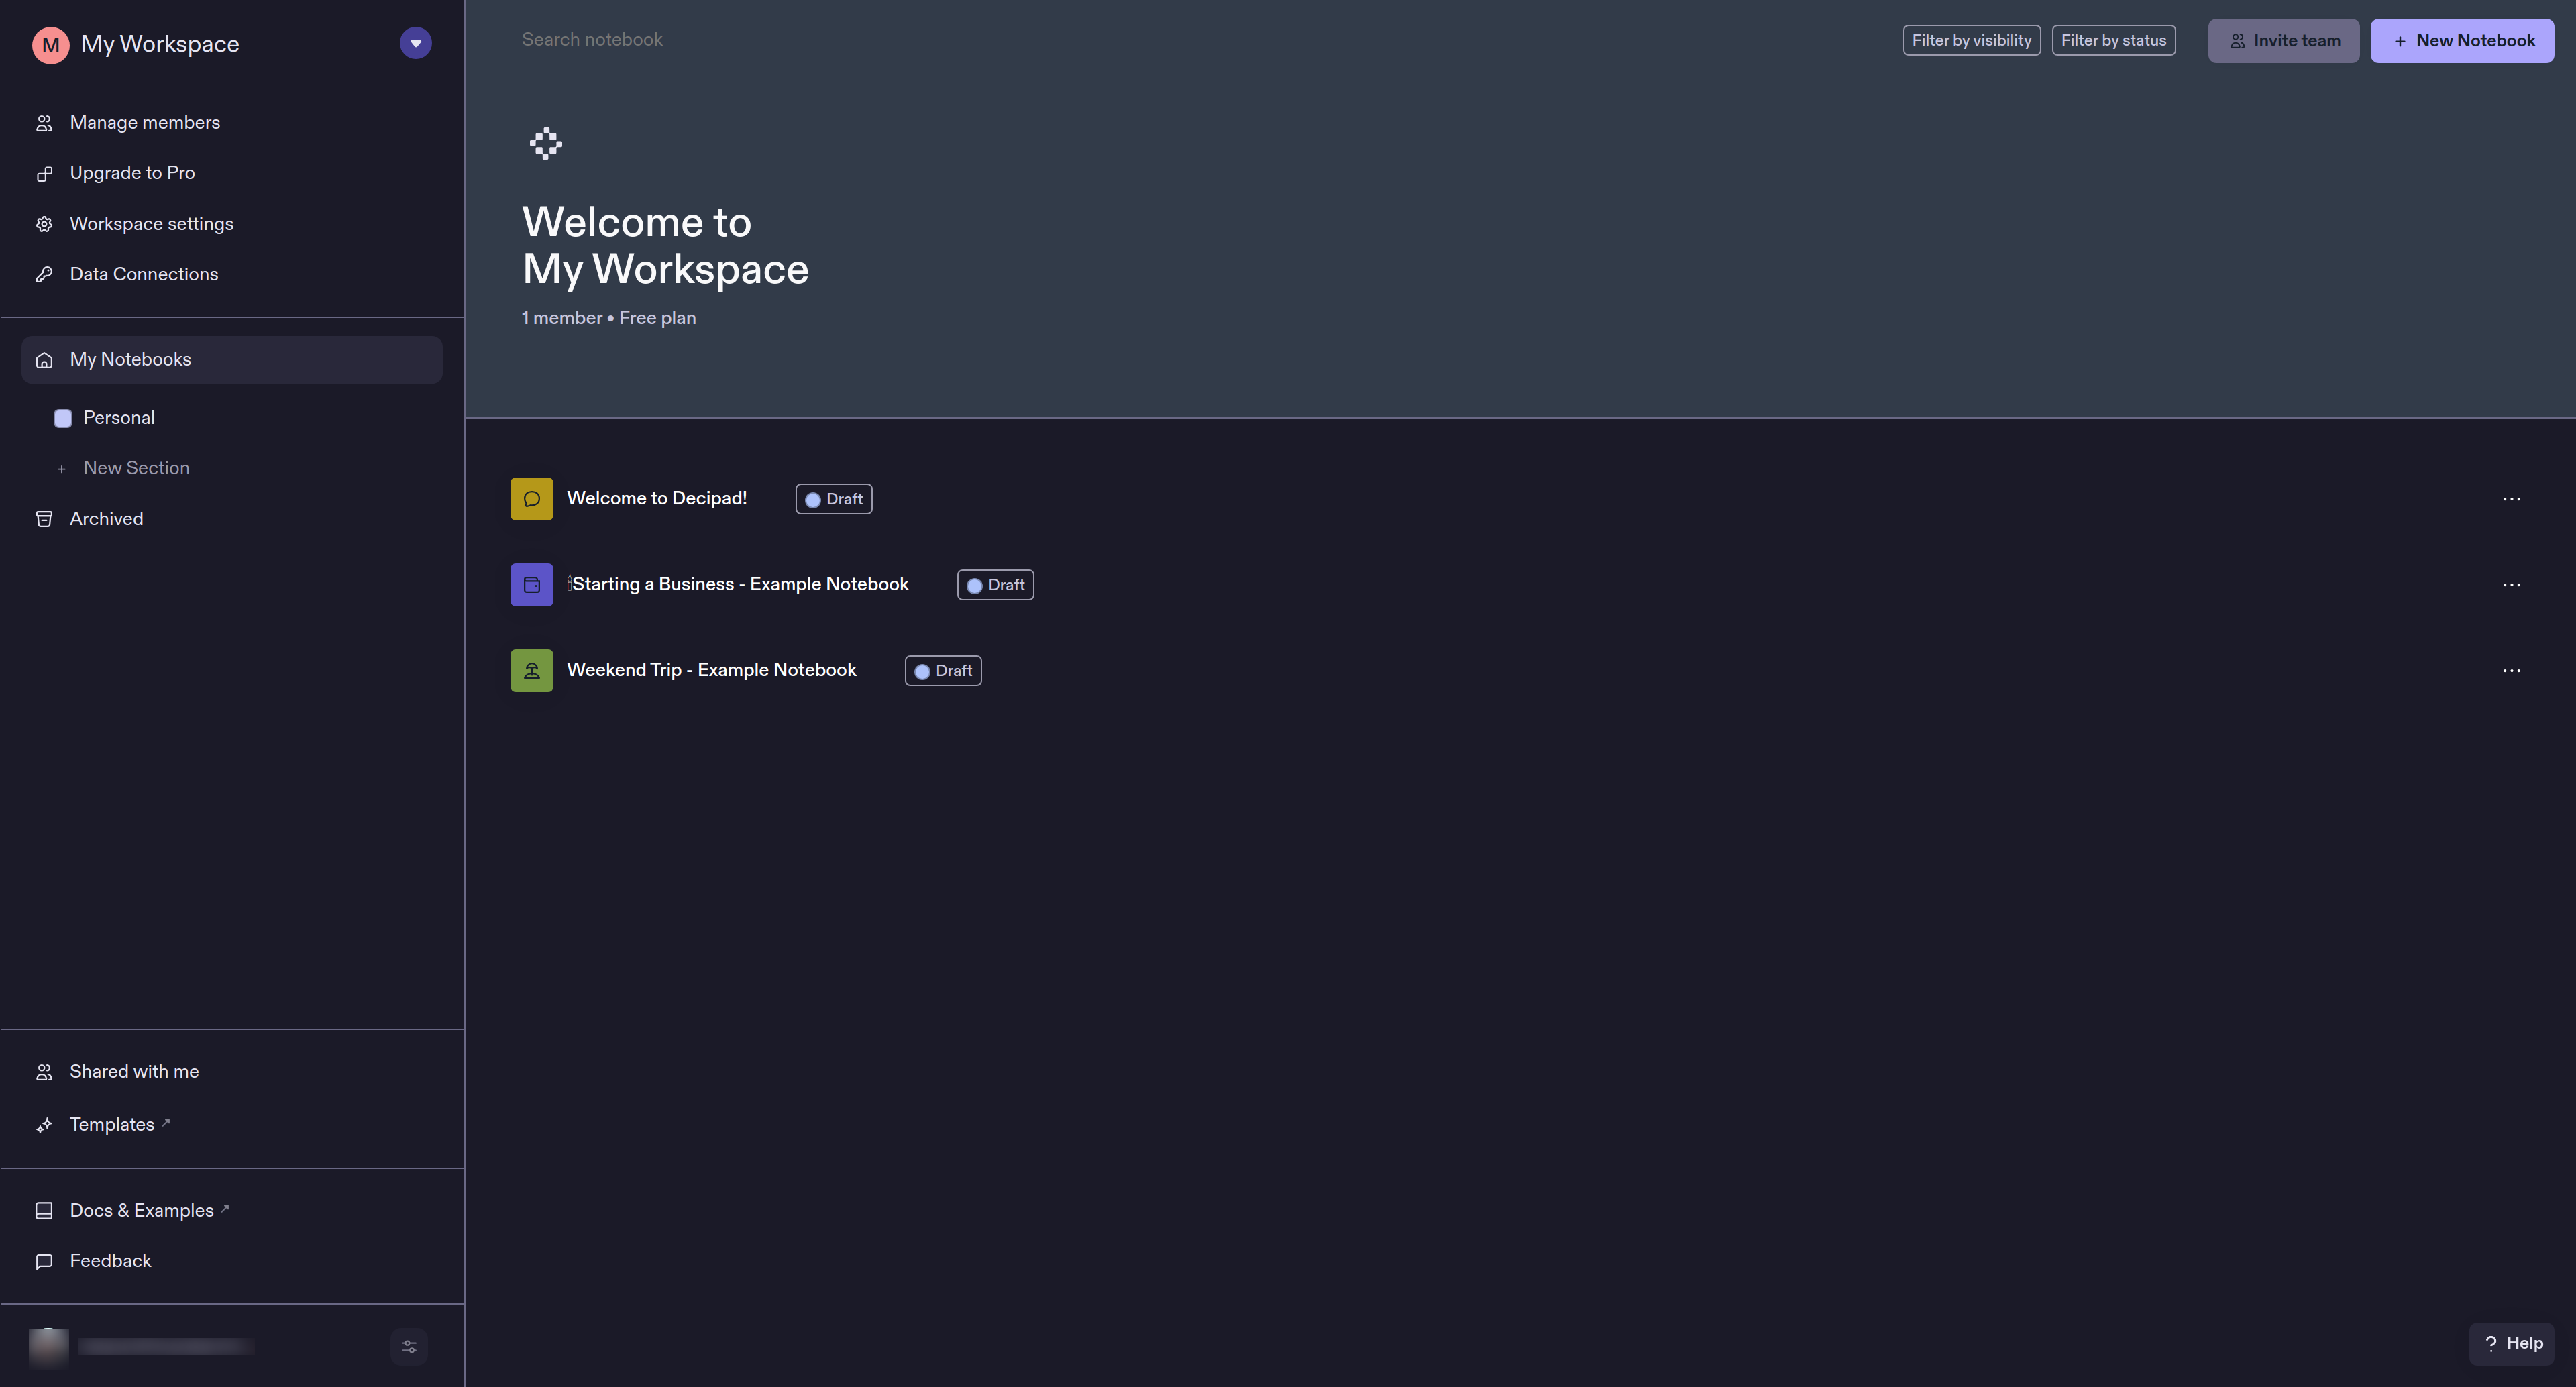 M My Workspace
Manage members
Upgrade to Pro
Workspace settings
Data Connections
My Notebooks
Personal
+ New Section
Archived
Shared with me
Templates ↗
Docs & Examples ↗
Feedback
Search notebook
Filter by visibility
Filter by status
Invite team
+ New Notebook
Welcome to
My Workspace
1 member • Free plan
Welcome to Decipad! Draft ...
Starting a Business - Example Notebook Draft ...
Weekend Trip - Example Notebook Draft ...
? Help